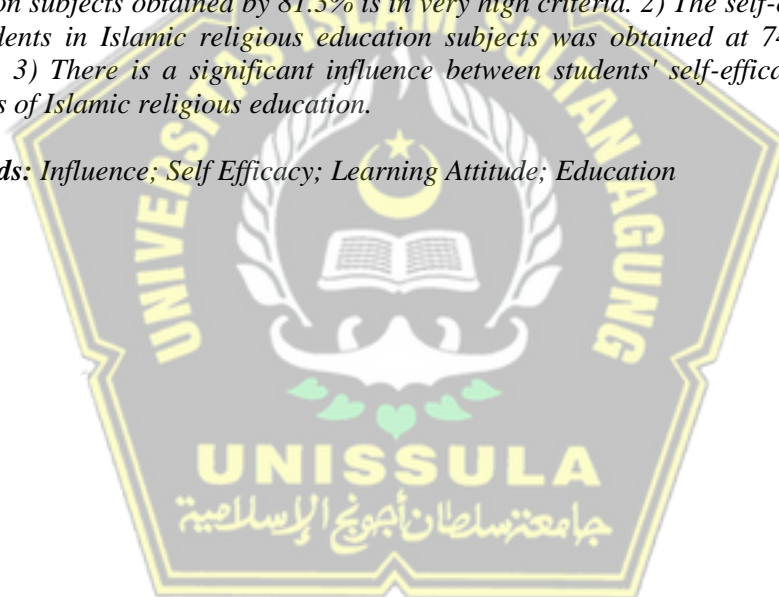 on subjects obtained by 81.3% is in very high criteria. 2) The self-e
dents in Islamic religious education subjects was obtained at 74
3) There is a significant influence between students' self-effica
s of Islamic religious education.
ds: Influence; Self Efficacy; Learning Attitude; Education
UNIVERSITAS ISLAM SULTAN AGUNG
UNISSULA
جامعة سلطان أجونج الإسلامية